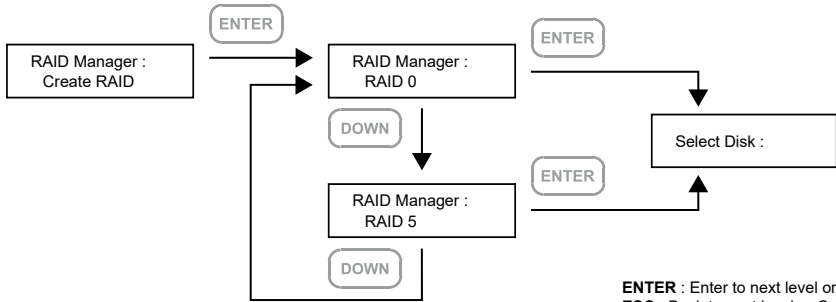 ENTER
RAID Manager :
Create RAID
RAID Manager :
RAID 0
ENTER
DOWN
Select Disk :
RAID Manager :
RAID 5
ENTER
DOWN
ENTER : Enter to next level or